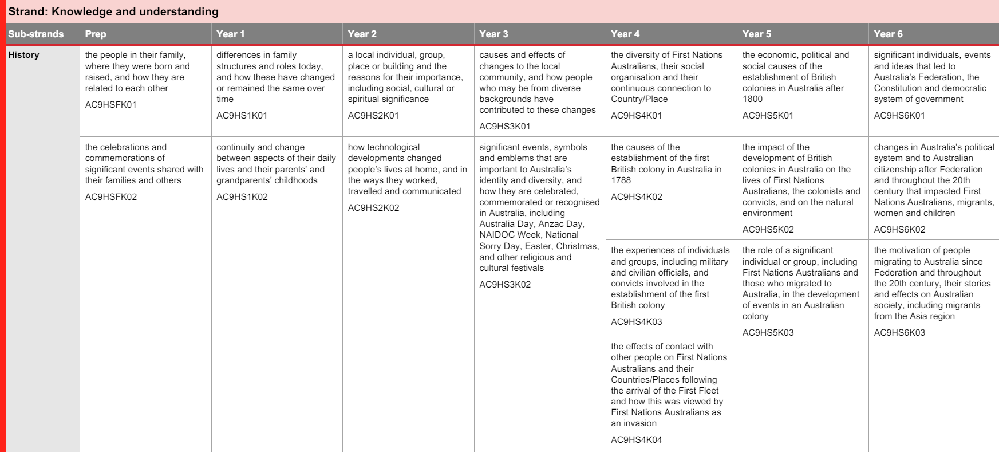 Strand: Knowledge and understanding
Sub-strands
Prep
Year 1
Year 2
Year 3
Year 4
Year 5
Year 6
History
the people in their family,
where they were born and
raised, and how they are
related to each other
AC9HSFK01
differences in family
structures and roles today,
and how these have changed
or remained the same over
time
AC9HS1K01
a local individual, group,
place or building and the
reasons for their importance,
including social, cultural or
spiritual significance
AC9HS2K01
causes and effects of
changes to the local
community, and how people
who may be from diverse
backgrounds have
contributed to these changes
AC9HS3K01
the diversity of First Nations
Australians, their social
organisation and their
continuous connection to
Country/Place
AC9HS4K01
the economic, political and
social causes of the
establishment of British
colonies in Australia after
1800
AC9HS5K01
significant individuals, events
and ideas that led to
Australia’s Federation, the
Constitution and democratic
system of government
AC9HS6K01
the celebrations and
commemorations of
significant events shared with
their families and others
AC9HSFK02
continuity and change
between aspects of their daily
lives and their parents’ and
grandparents’ childhoods
AC9HS1K02
how technological
developments changed
people’s lives at home, and in
the ways they worked,
travelled and communicated
AC9HS2K02
significant events, symbols
and emblems that are
important to Australia’s
identity and diversity, and
how they are celebrated,
commemorated or recognised
in Australia, including
Australia Day, Anzac Day,
NAIDOC Week, National
Sorry Day, Easter, Christmas,
and other religious and
cultural festivals
AC9HS3K02
the causes of the
establishment of the first
British colony in Australia in
1788
AC9HS4K02
the impact of the
development of British
colonies in Australia on the
lives of First Nations
Australians, the colonists and
convicts, and on the natural
environment
AC9HS5K02
changes in Australia's political
system and to Australian
citizenship after Federation
and throughout the 20th
century that impacted First
Nations Australians, migrants,
women and children
AC9HS6K02
the experiences of individuals
and groups, including military
and civilian officials, and
convicts involved in the
establishment of the first
British colony
AC9HS4K03
the role of a significant
individual or group, including
First Nations Australians and
those who migrated to
Australia, in the development
of events in an Australian
colony
AC9HS5K03
the motivation of people
migrating to Australia since
Federation and throughout
the 20th century, their stories
and effects on Australian
society, including migrants
from the Asia region
AC9HS6K03
the effects of contact with
other people on First Nations
Australians and their
Countries/Places following
the arrival of the First Fleet
and how this was viewed by
First Nations Australians as
an invasion
AC9HS4K04